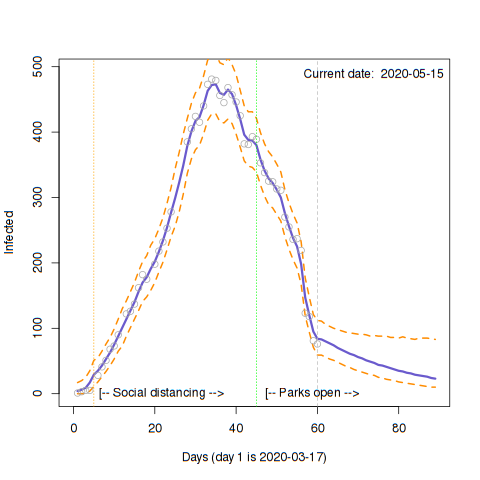 Current date: 2020-05-15
500
400
300
200
100
0
Infected
[-- Social distancing --> [-- Parks open -->
0 20 40 60 80
Days (day 1 is 2020-03-17)